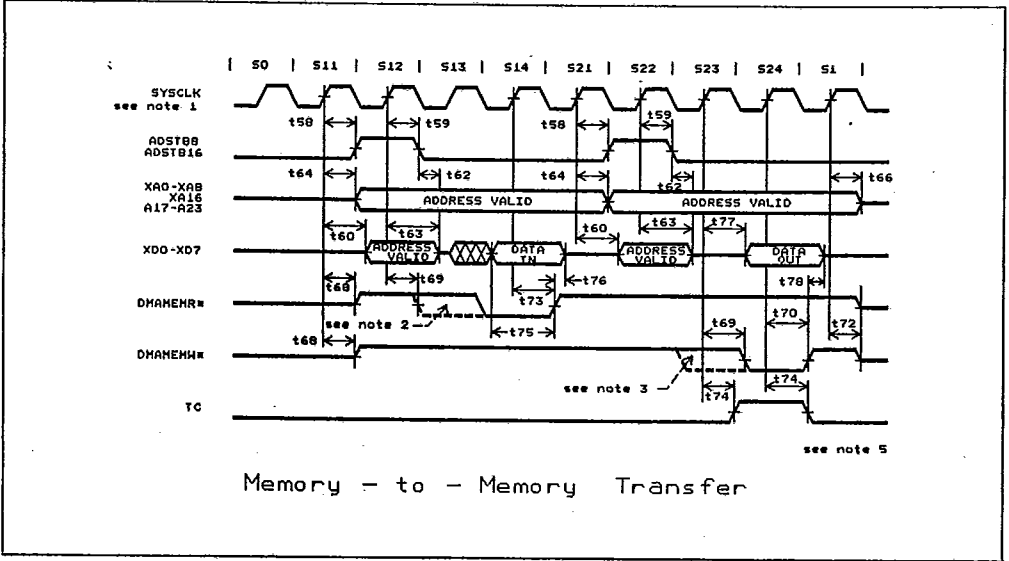 | S0 | S11 | S12 | S13 | S14 | S21 | S22 | S23 | S24 | S1 |
SYSCLK
see note 1
t58 t59 t58 t59
ADSTB8
ADSTB16
t64 t62 t64 t62 t66
XA0-XA8
XA16
A17-A23
ADDRESS VALID ADDRESS VALID
t60 t63 t60 t63 t77
XD0-XD7
ADDRESS VALID DATA IN ADDRESS VALID DATA OUT
t68 t69 t73 t76 t78
DMAMEMR*
see note 2
t75 t69 t70 t72
t68
DMAMEMW*
see note 3
t74 t74
TC
see note 5
Memory - to - Memory Transfer